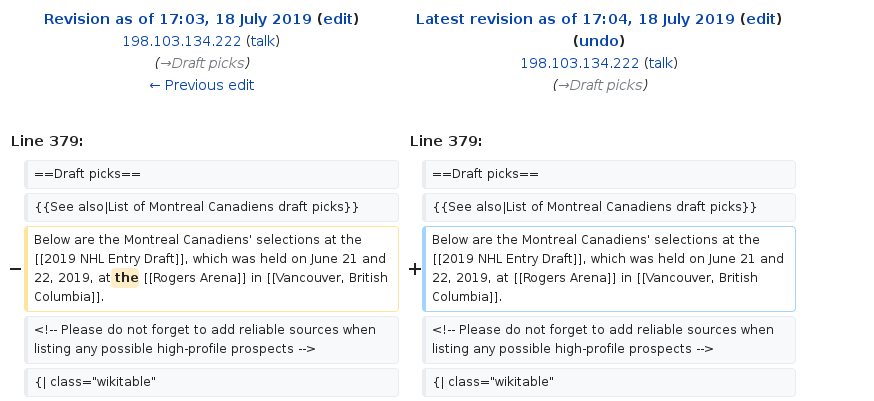 Revision as of 17:03, 18 July 2019 (edit)
198.103.134.222 (talk)
(→Draft picks)
← Previous edit
Latest revision as of 17:04, 18 July 2019 (edit)
(undo)
198.103.134.222 (talk)
(→Draft picks)
Line 379:
==Draft picks==
{{See also|List of Montreal Canadiens draft picks}}
− Below are the Montreal Canadiens' selections at the
[[2019 NHL Entry Draft]], which was held on June 21 and
22, 2019, at the [[Rogers Arena]] in [[Vancouver, British
Columbia]].
<!-- Please do not forget to add reliable sources when
listing any possible high-profile prospects -->
{| class="wikitable"
Line 379:
==Draft picks==
{{See also|List of Montreal Canadiens draft picks}}
+ Below are the Montreal Canadiens' selections at the
[[2019 NHL Entry Draft]], which was held on June 21 and
22, 2019, at [[Rogers Arena]] in [[Vancouver, British
Columbia]].
<!-- Please do not forget to add reliable sources when
listing any possible high-profile prospects -->
{| class="wikitable"